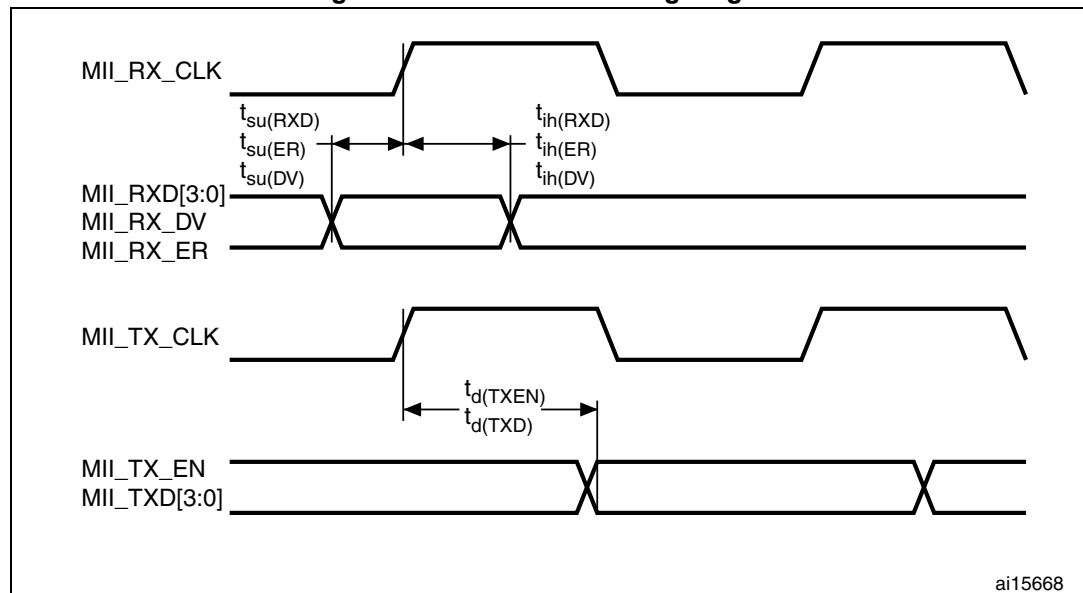 MII_RX_CLK
tsu(RXD)
tsu(ER)
tsu(DV)
tih(RXD)
tih(ER)
tih(DV)
MII_RXD[3:0]
MII_RX_DV
MII_RX_ER
MII_TX_CLK
td(TXEN)
td(TXD)
MII_TX_EN
MII_TXD[3:0]
ai15668